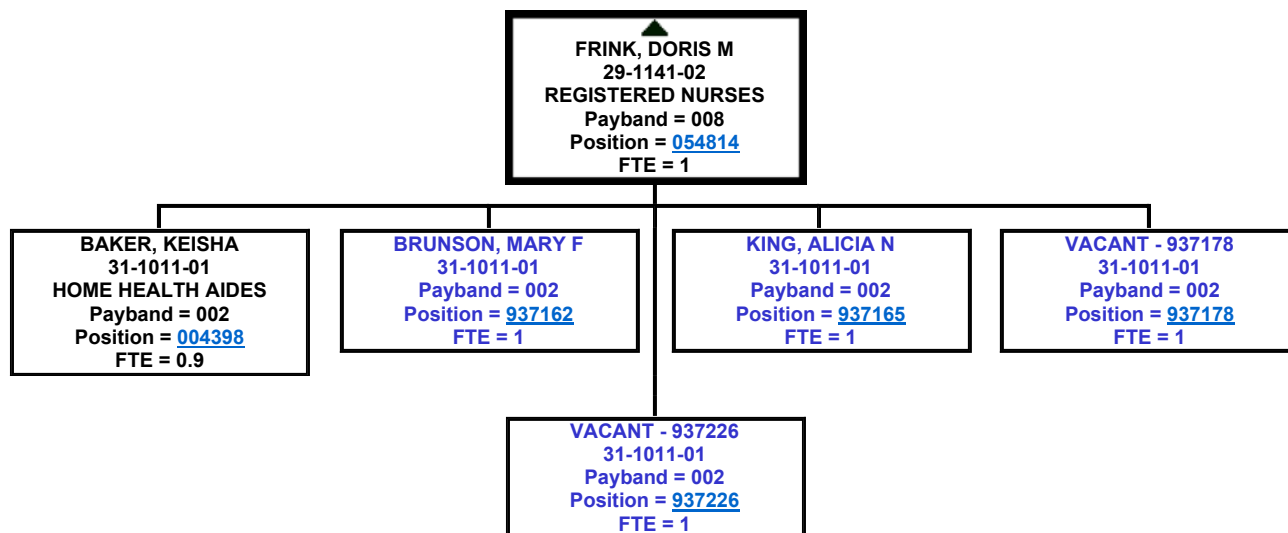 FRINK, DORIS M
29-1141-02
REGISTERED NURSES
Payband = 008
Position = 054814
FTE = 1
BAKER, KEISHA
31-1011-01
HOME HEALTH AIDES
Payband = 002
Position = 004398
FTE = 0.9
BRUNSON, MARY F
31-1011-01
Payband = 002
Position = 937162
FTE = 1
KING, ALICIA N
31-1011-01
Payband = 002
Position = 937165
FTE = 1
VACANT - 937178
31-1011-01
Payband = 002
Position = 937178
FTE = 1
VACANT - 937226
31-1011-01
Payband = 002
Position = 937226
FTE = 1